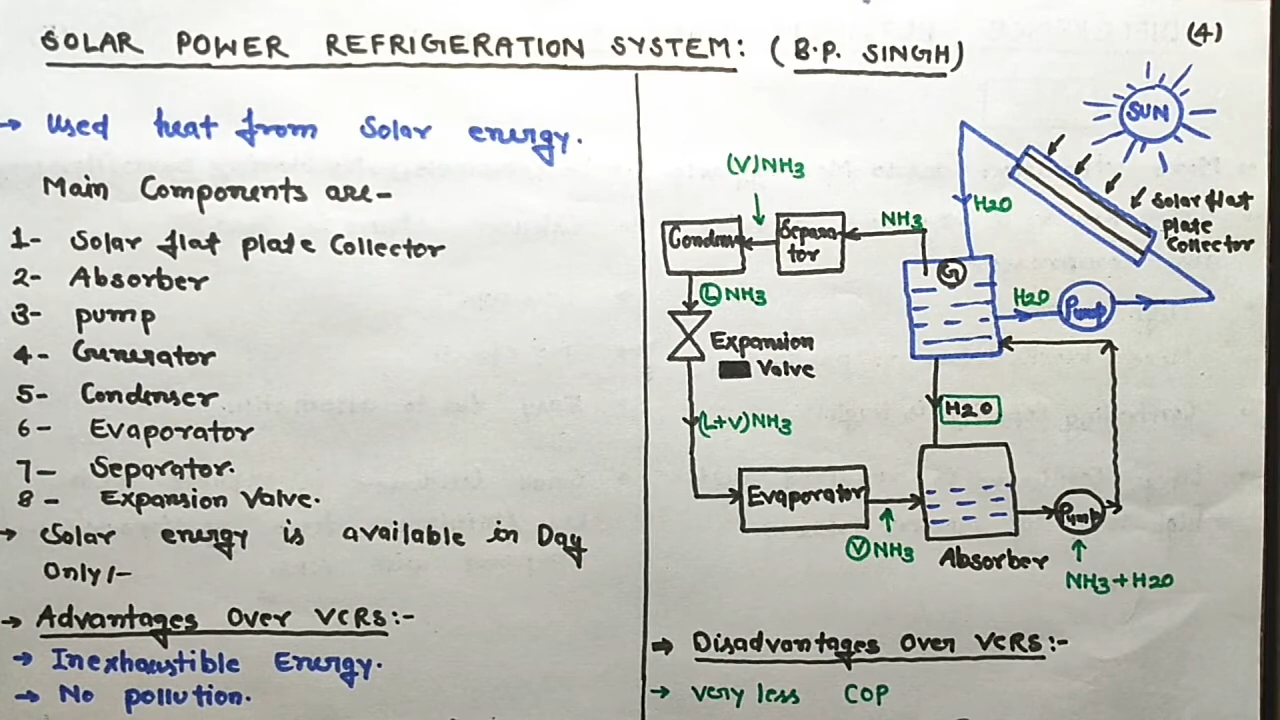 (4)
SOLAR POWER REFRIGERATION SYSTEM: (B.P. SINGH)
→ Used heat from Solar energy.
Main Components are-
1- Solar flat plate Collector
2- Absorber
3- pump
4- Generator
5- Condenser
6- Evaporator
7- Separator.
8- Expansion Valve.
→ Solar energy is available in Day
Only/-
→ Advantages Over VCRS:-
→ Inexhaustible Energy.
→ No pollution.
SUN
Solar flat
plate
Collector
H2O
(V)NH3
NH3
Separa
tor
G
H2O
Pump
(L)NH3
Expansion
Valve
(L+V)NH3
H2O
Evaporator
(V)NH3
Absorber
Pump
NH3+H2O
→ Disadvantages Over VCRS:-
→ very less COP